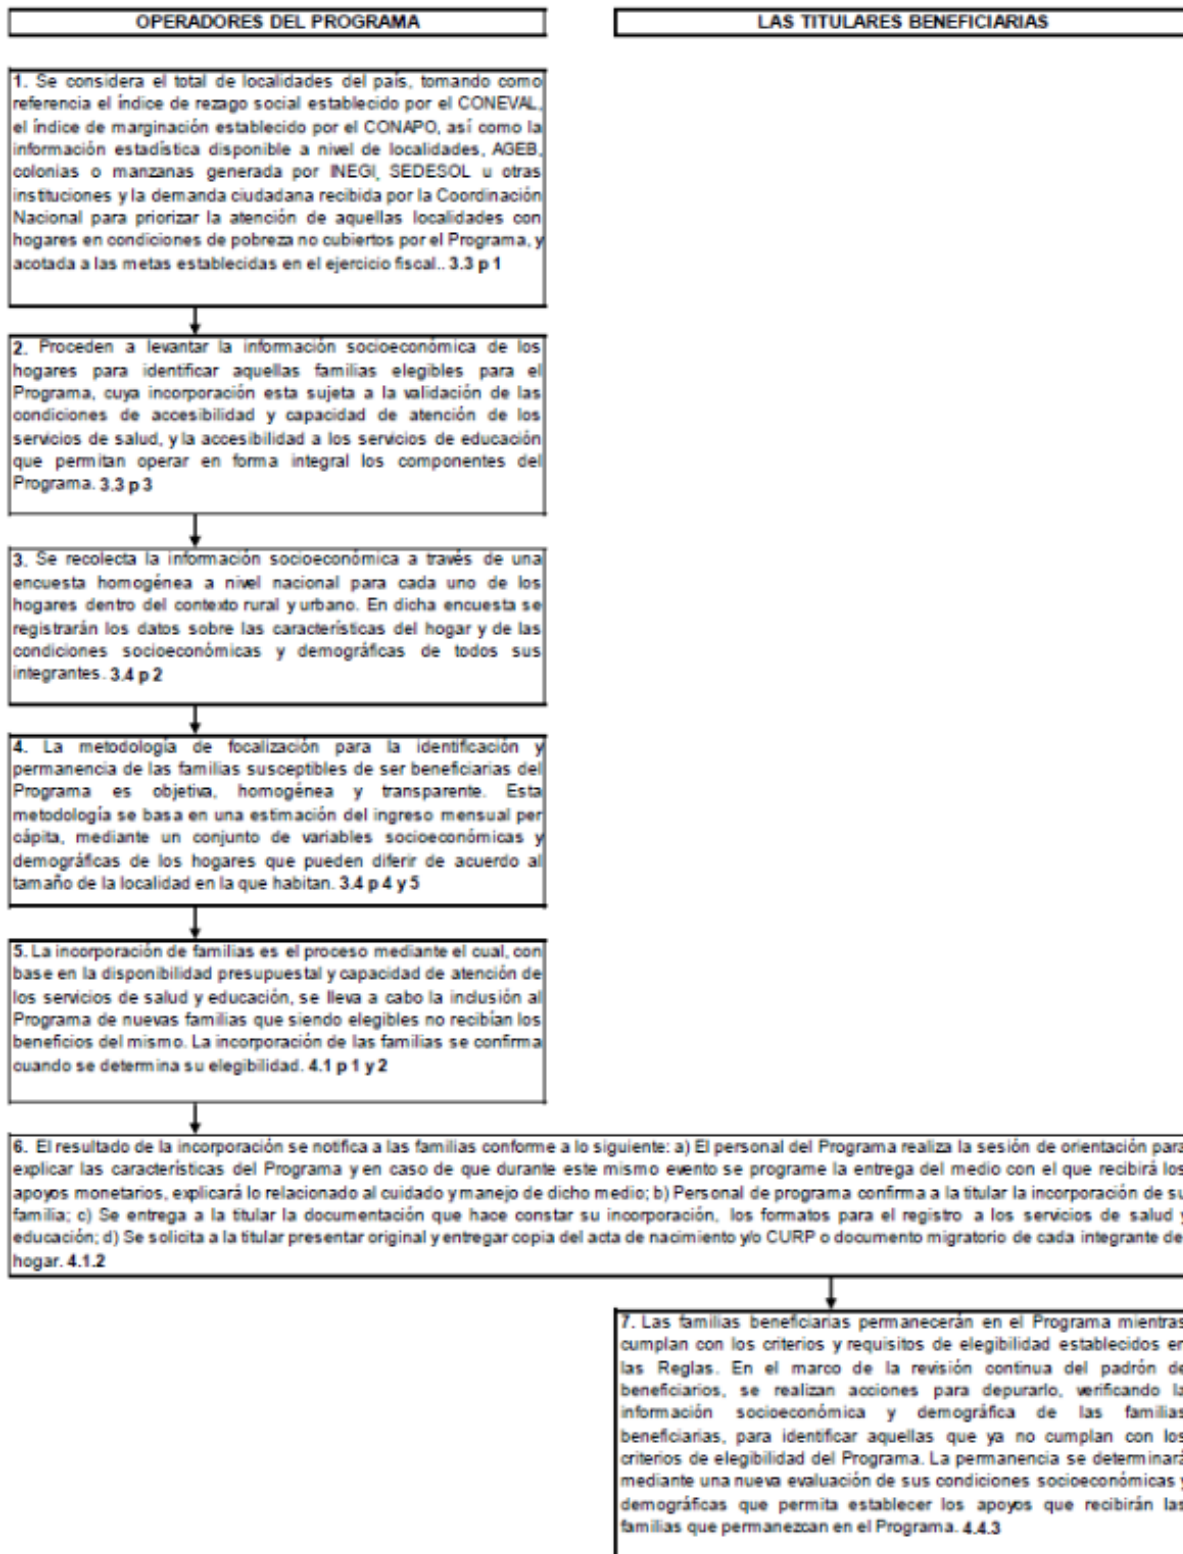 OPERADORES DEL PROGRAMA
LAS TITULARES BENEFICIARIAS
1. Se considera el total de localidades del país, tomando como
referencia el índice de rezago social establecido por el CONEVAL,
el índice de marginación establecido por el CONAPO, así como la
información estadística disponible a nivel de localidades, AGEB,
colonias o manzanas generada por INEGI, SEDESOL u otras
instituciones y la demanda ciudadana recibida por la Coordinación
Nacional para priorizar la atención de aquellas localidades con
hogares en condiciones de pobreza no cubiertos por el Programa, y
acotada a las metas establecidas en el ejercicio fiscal.. 3.3 p 1
2. Proceden a levantar la información socioeconómica de los
hogares para identificar aquellas familias elegibles para el
Programa, cuya incorporación esta sujeta a la validación de las
condiciones de accesibilidad y capacidad de atención de los
servicios de salud, y la accesibilidad a los servicios de educación
que permitan operar en forma integral los componentes del
Programa. 3.3 p 3
3. Se recolecta la información socioeconómica a través de una
encuesta homogénea a nivel nacional para cada uno de los
hogares dentro del contexto rural y urbano. En dicha encuesta se
registrarán los datos sobre las características del hogar y de las
condiciones socioeconómicas y demográficas de todos sus
integrantes. 3.4 p 2
4. La metodología de focalización para la identificación y
permanencia de las familias susceptibles de ser beneficiarias del
Programa es objetiva, homogénea y transparente. Esta
metodología se basa en una estimación del ingreso mensual per
cápita, mediante un conjunto de variables socioeconómicas y
demográficas de los hogares que pueden diferir de acuerdo al
tamaño de la localidad en la que habitan. 3.4 p 4 y 5
5. La incorporación de familias es el proceso mediante el cual, con
base en la disponibilidad presupuestal y capacidad de atención de
los servicios de salud y educación, se lleva a cabo la inclusión al
Programa de nuevas familias que siendo elegibles no recibían los
beneficios del mismo. La incorporación de las familias se confirma
cuando se determina su elegibilidad. 4.1 p 1 y 2
6. El resultado de la incorporación se notifica a las familias conforme a lo siguiente: a) El personal del Programa realiza la sesión de orientación para
explicar las características del Programa y en caso de que durante este mismo evento se programe la entrega del medio con el que recibirá los
apoyos monetarios, explicará lo relacionado al cuidado y manejo de dicho medio; b) Personal de programa confirma a la titular la incorporación de su
familia; c) Se entrega a la titular la documentación que hace constar su incorporación, los formatos para el registro a los servicios de salud y
educación; d) Se solicita a la titular presentar original y entregar copia del acta de nacimiento y/o CURP o documento migratorio de cada integrante de
hogar. 4.1.2
7. Las familias beneficiarias permanecerán en el Programa mientras
cumplan con los criterios y requisitos de elegibilidad establecidos en
las Reglas. En el marco de la revisión continua del padrón de
beneficiarios, se realizan acciones para depurarlo, verificando la
información socioeconómica y demográfica de las familias
beneficiarias, para identificar aquellas que ya no cumplan con los
criterios de elegibilidad del Programa. La permanencia se determinará
mediante una nueva evaluación de sus condiciones socioeconómicas y
demográficas que permita establecer los apoyos que recibirán las
familias que permanezcan en el Programa. 4.4.3